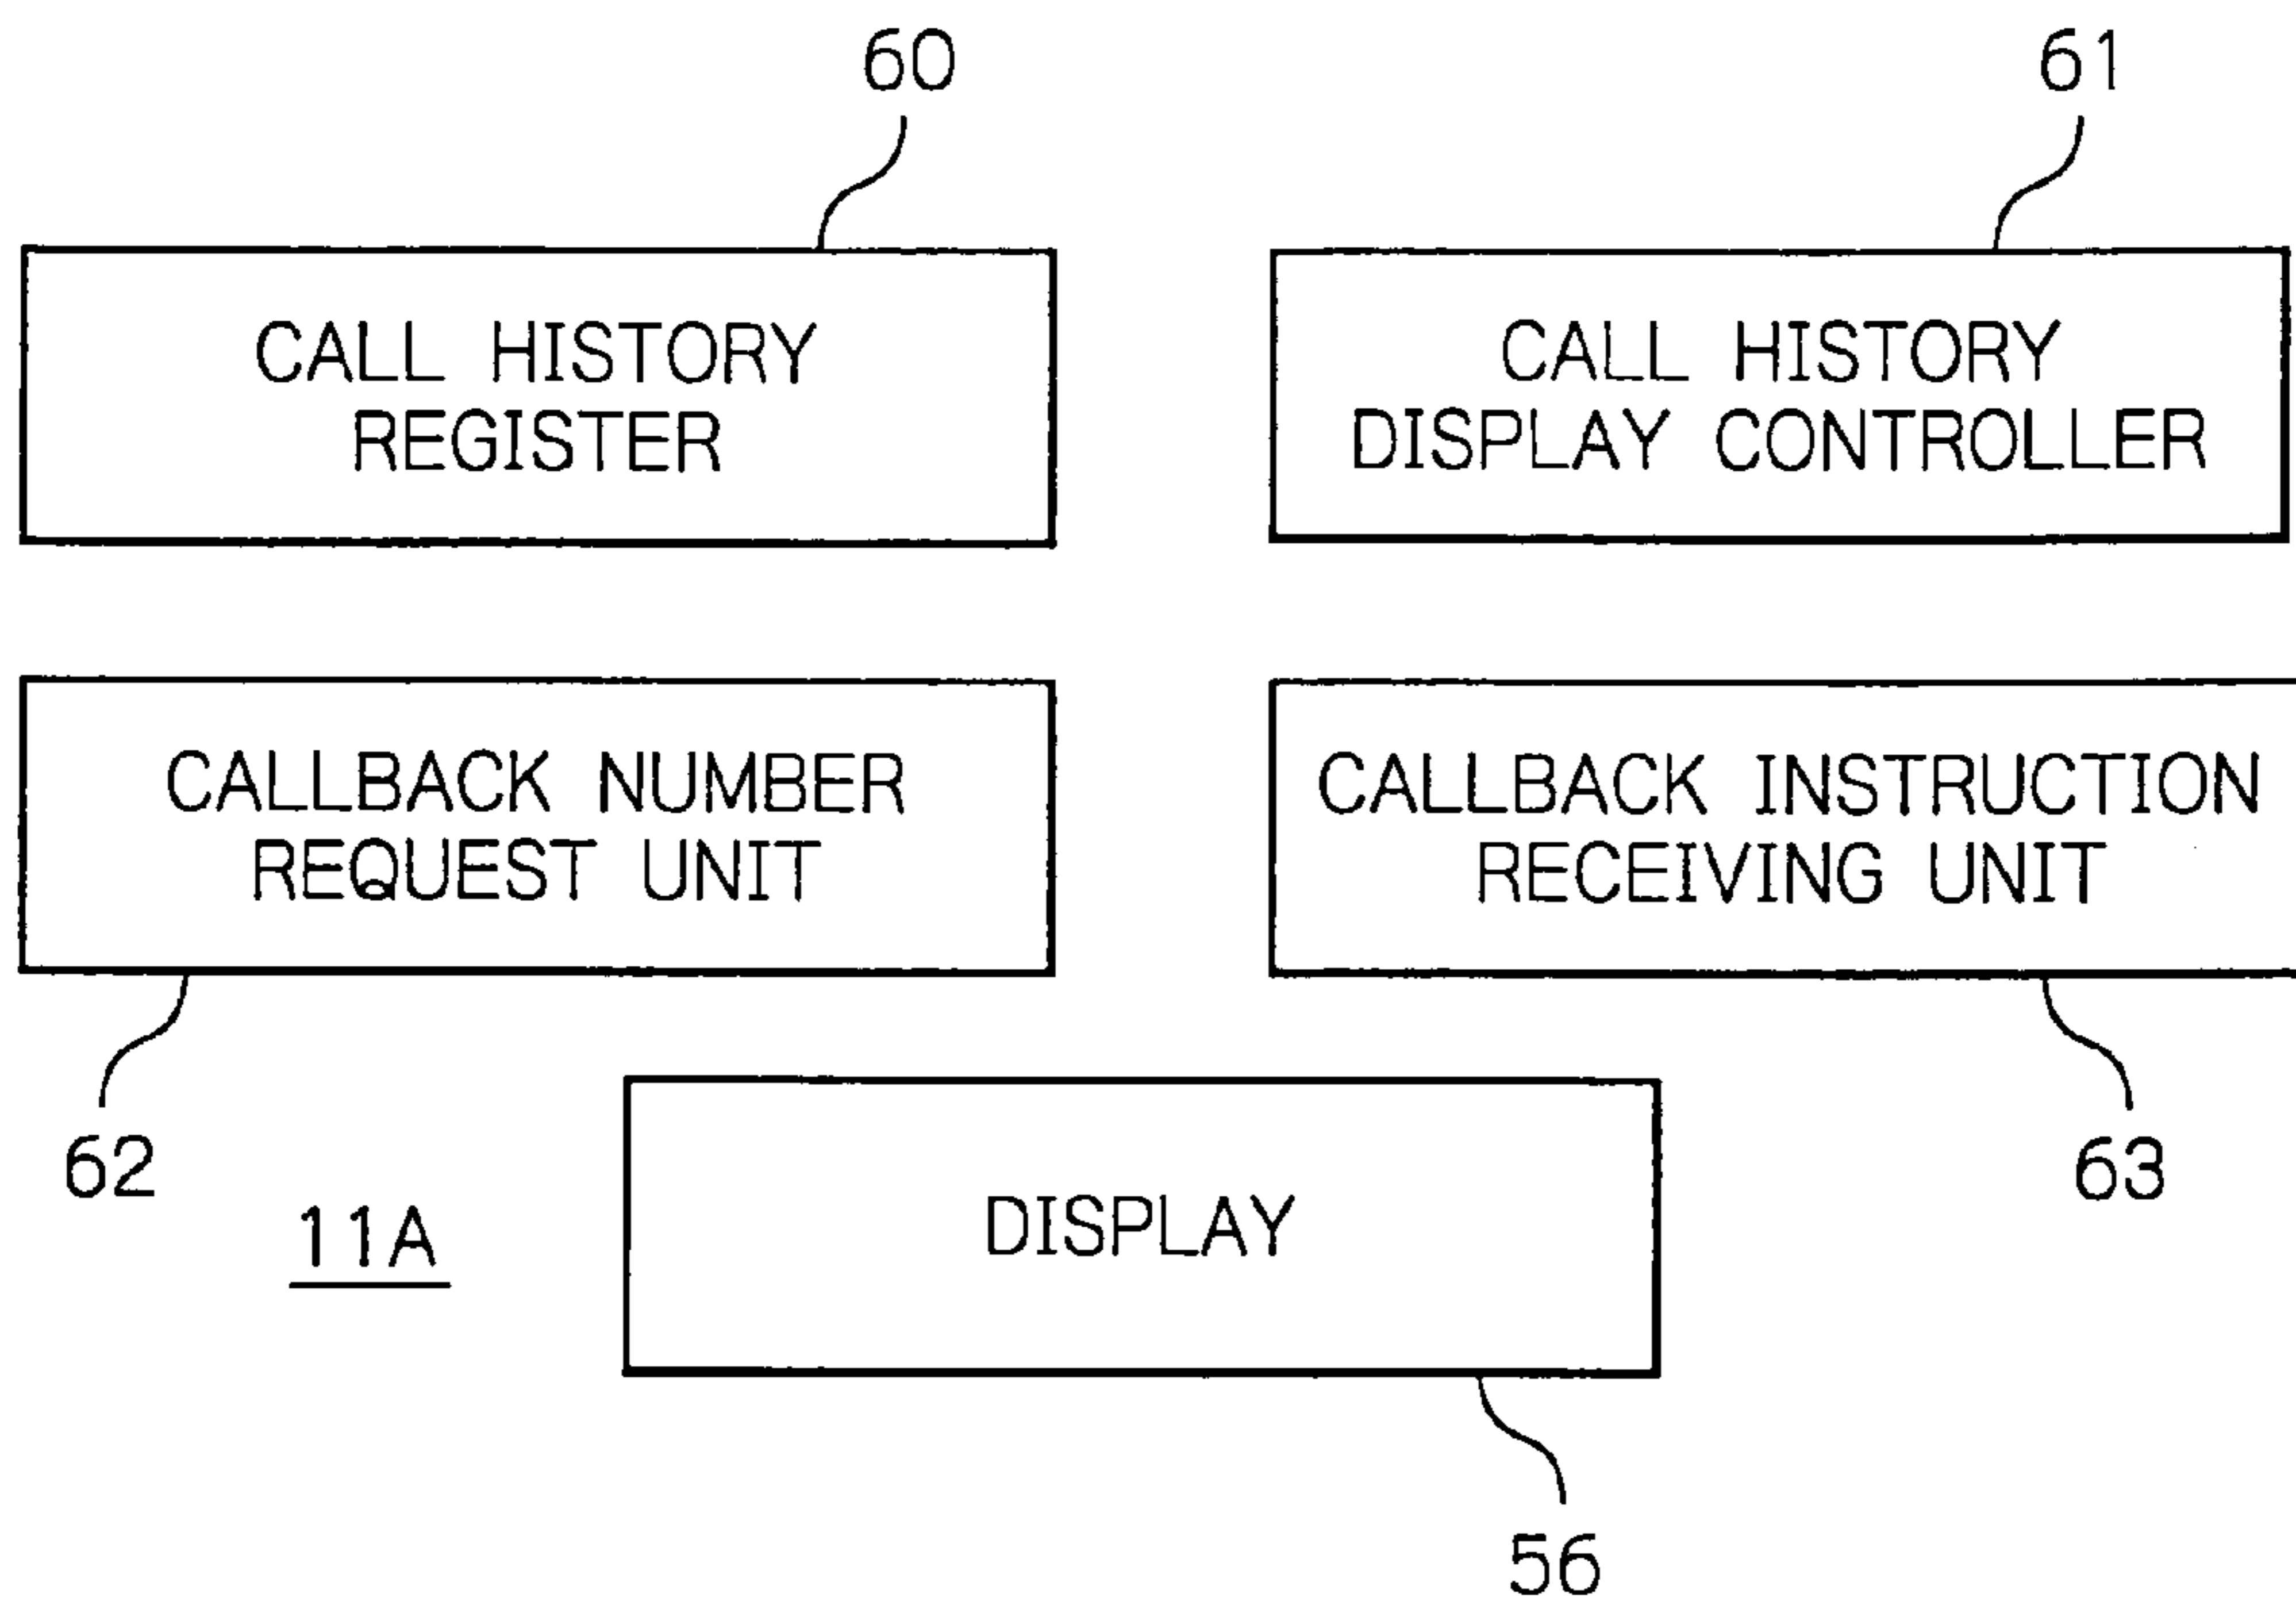 60
61
CALL HISTORY
REGISTER
CALL HISTORY
DISPLAY CONTROLLER
CALLBACK NUMBER
REQUEST UNIT
CALLBACK INSTRUCTION
RECEIVING UNIT
62
63
11A
DISPLAY
56